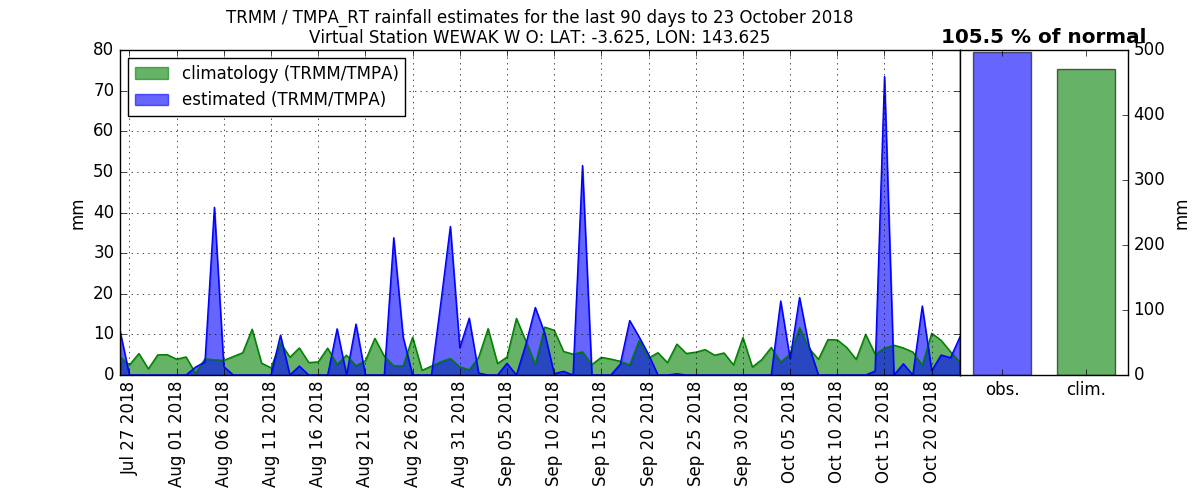 TRMM / TMPA_RT rainfall estimates for the last 90 days to 23 October 2018
Virtual Station WEWAK W O: LAT: -3.625, LON: 143.625
105.5 % of normal
climatology (TRMM/TMPA)
estimated (TRMM/TMPA)
80
70
60
50
40
30
20
10
0
mm
500
400
300
200
100
0
mm
obs.
clim.
Jul 27 2018
Aug 01 2018
Aug 06 2018
Aug 11 2018
Aug 16 2018
Aug 21 2018
Aug 26 2018
Aug 31 2018
Sep 05 2018
Sep 10 2018
Sep 15 2018
Sep 20 2018
Sep 25 2018
Sep 30 2018
Oct 05 2018
Oct 10 2018
Oct 15 2018
Oct 20 2018